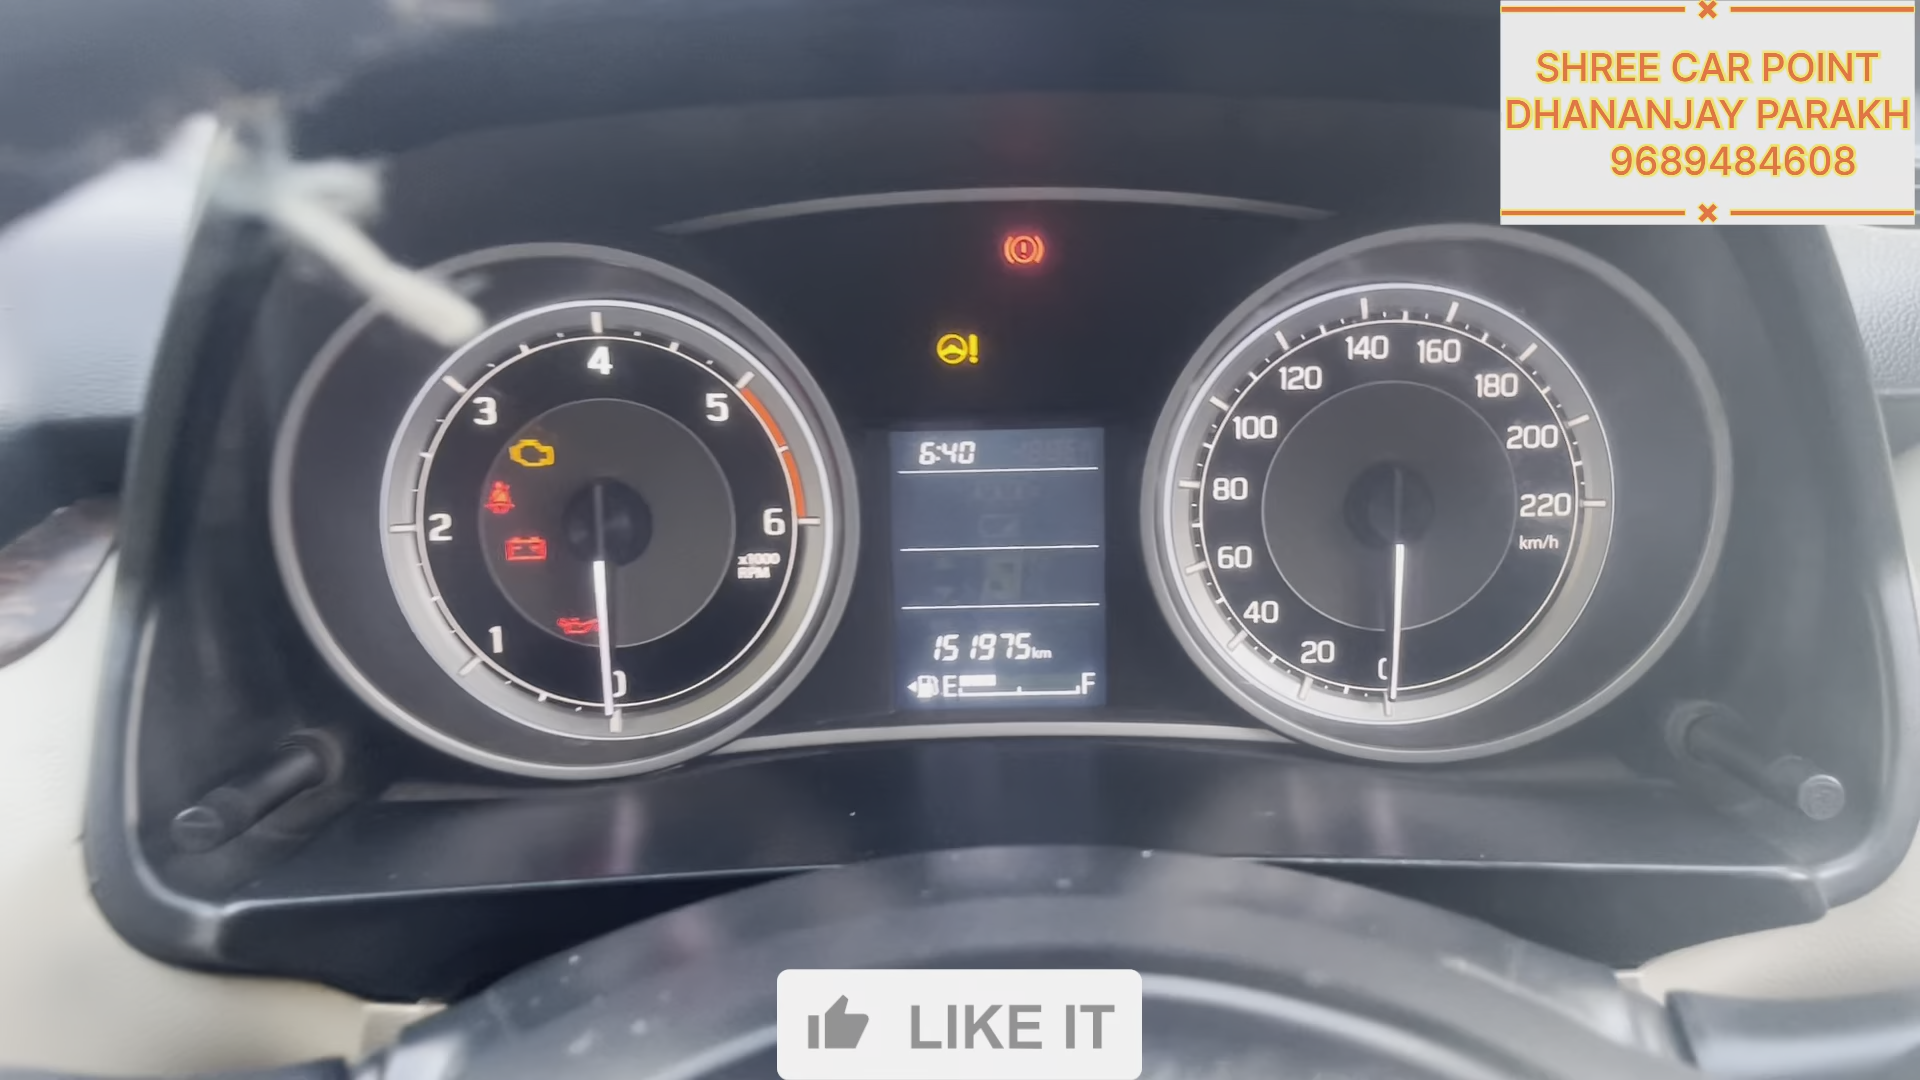 SHREE CAR POINT
DHANANJAY PARAKH
9689484608
4
3
5
2
6
x1000
RPM
1
0
6:40
151975km
E F
140
160
120
180
100
200
80
220
km/h
60
40
20
0
LIKE IT